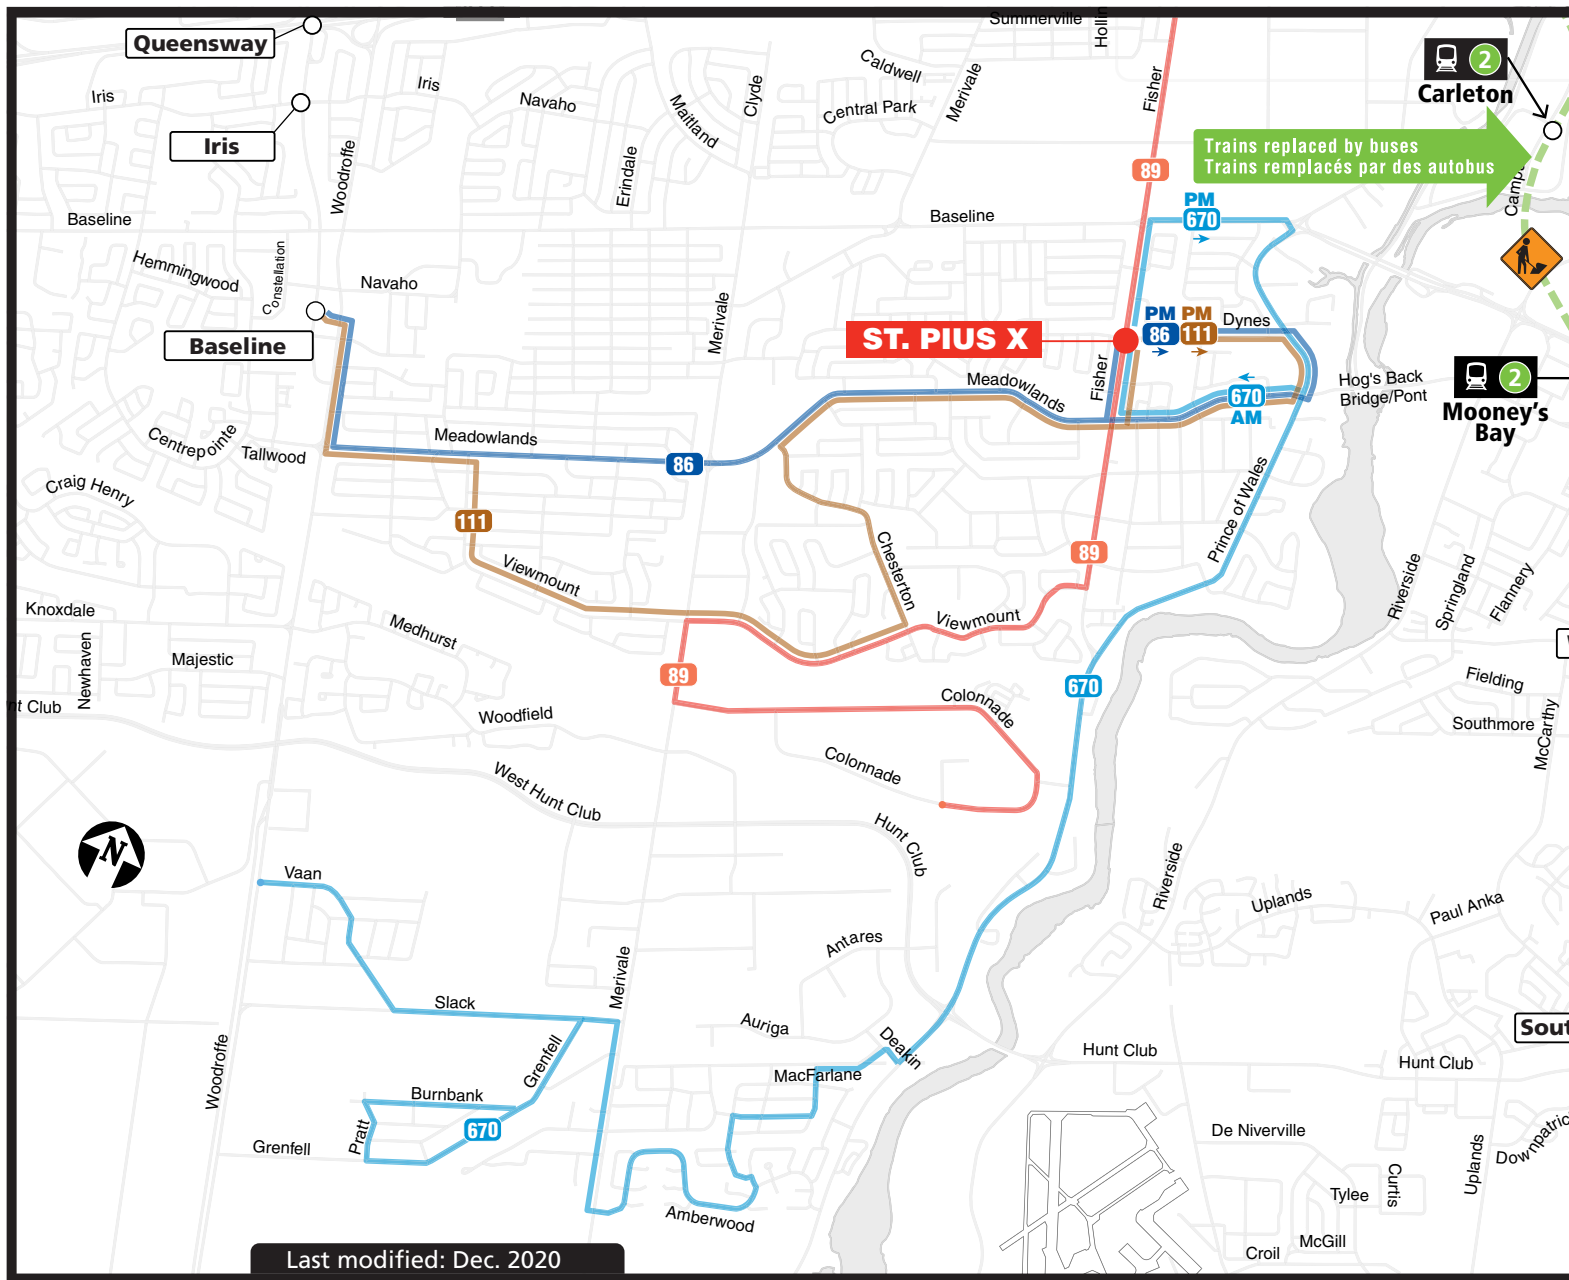 Queensway
Iris
Iris
Iris
Navaho
Maitland
Clyde
Caldwell
Central Park
Merivale
Summerville
Fisher
2
Carleton
Trains replaced by buses
Trains remplacés par des autobus
89
Woodroffe
Erindale
Baseline
Baseline
PM
670
Hemmingwood
Constellation
Navaho
Baseline
Merivale
ST. PIUS X
PM
86
PM
111
Dynes
Fisher
Meadowlands
670
AM
Hog's Back
Bridge/Pont
2
Mooney's
Bay
Centrepointe
Tallwood
Meadowlands
86
Craig Henry
111
Viewmount
Chesterton
89
Prince of Wales
Riverside
Springland
Flannery
Knoxdale
Newhaven
Majestic
Medhurst
Viewmount
89
670
Fielding
Southmore
McCarthy
nt Club
Woodfield
Colonnade
Colonnade
West Hunt Club
Hunt Club
N
Vaan
Riverside
Uplands
Paul Anka
Antares
Merivale
Slack
Auriga
Deakin
MacFarlane
Hunt Club
Hunt Club
Sout
Woodroffe
Grenfell
Burnbank
Pratt
670
Grenfell
De Niverville
Downpatric
Uplands
Curtis
Tylee
Amberwood
McGill
Croil
Last modified: Dec. 2020